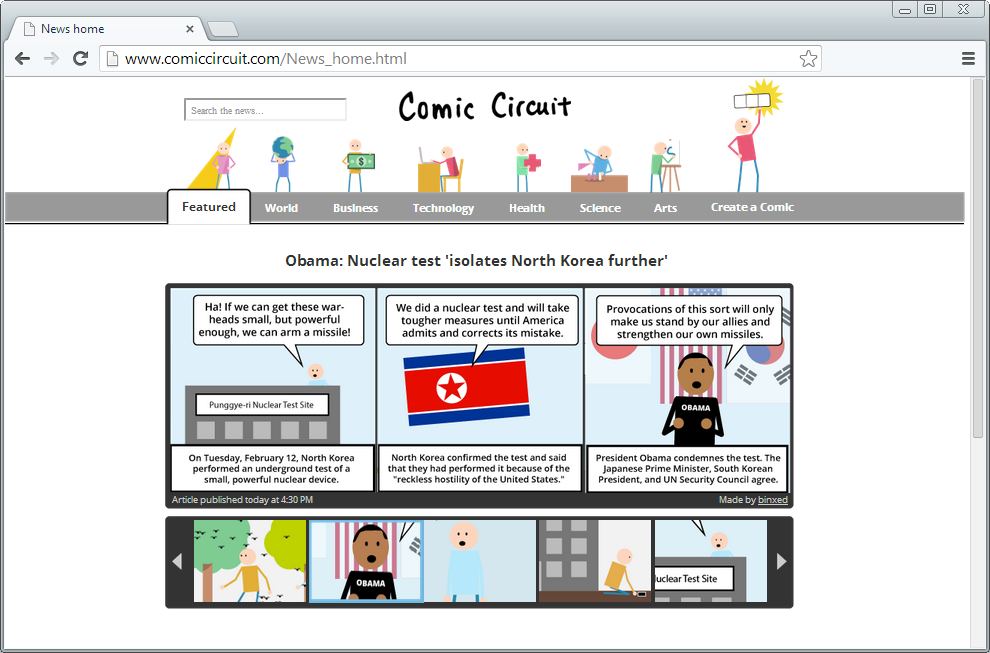 News home
www.comiccircuit.com/News_home.html
Search the news...
Comic Circuit
Featured
World
Business
Technology
Health
Science
Arts
Create a Comic
Obama: Nuclear test 'isolates North Korea further'
Ha! If we can get these war-
heads small, but powerful
enough, we can arm a missile!
Punggye-ri Nuclear Test Site
On Tuesday, February 12, North Korea
performed an underground test of a
small, powerful nuclear device.
We did a nuclear test and will take
tougher measures until America
admits and corrects its mistake.
North Korea confirmed the test and said
that they had performed it because of the
"reckless hostility of the United States."
Provocations of this sort will only
make us stand by our allies and
strengthen our own missiles.
OBAMA
President Obama condemnes the test. The
Japanese Prime Minister, South Korean
President, and UN Security Council agree.
Article published today at 4:30 PM
Made by binxed
OBAMA
Nuclear Test Site